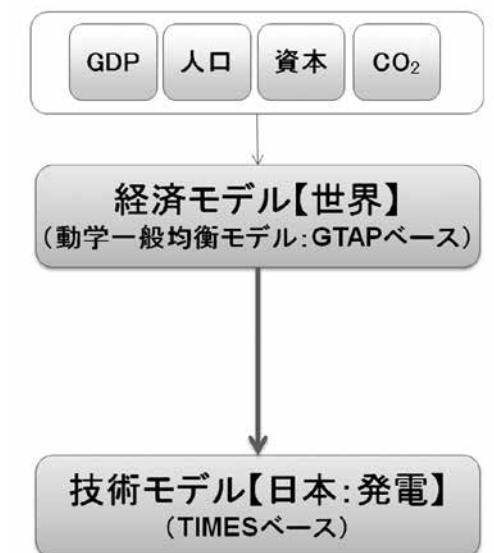 GDP 人口 資本 CO₂
経済モデル【世界】
(動学一般均衡モデル:GTAPベース)
技術モデル【日本:発電】
(TIMESベース)